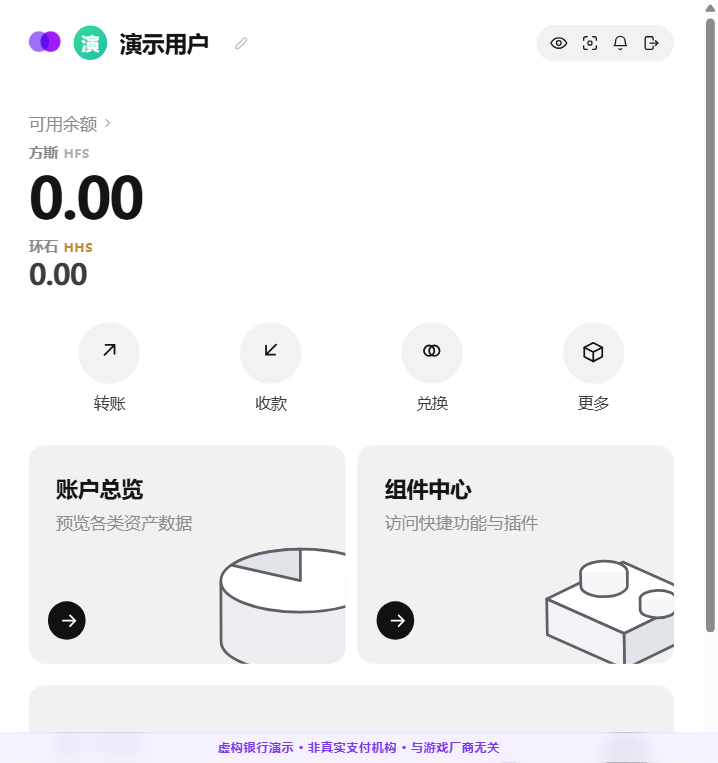 演 演示用户
可用余额
方斯 HFS
0.00
环石 HHS
0.00
转账 收款 兑换 更多
账户总览 组件中心
预览各类资产数据 访问快捷功能与插件
虚构银行演示 • 非真实支付机构 • 与游戏厂商无关